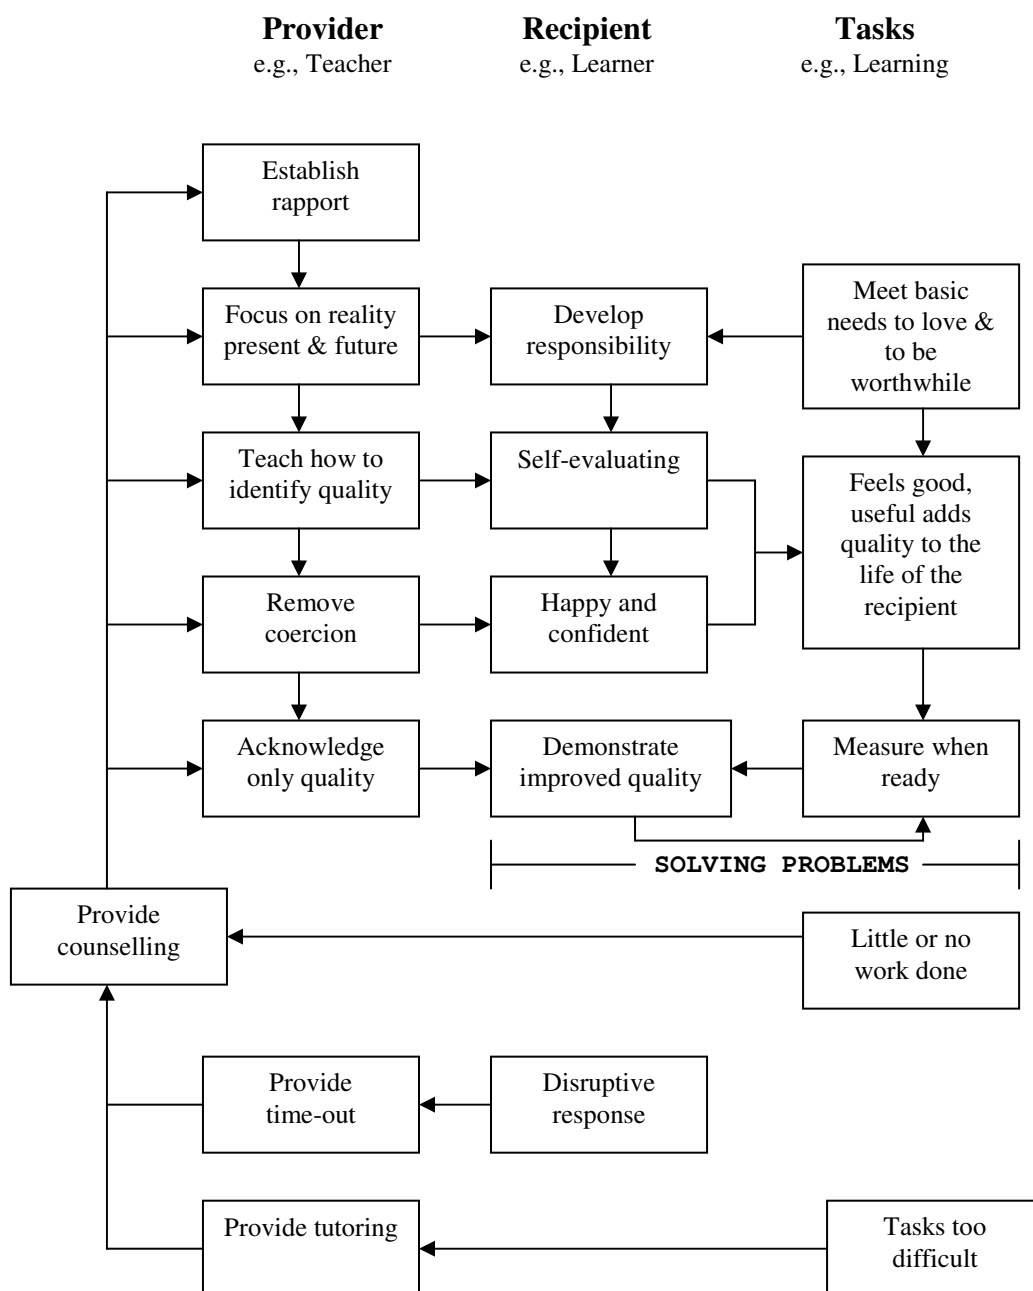 Provider
e.g., Teacher
Recipient
e.g., Learner
Tasks
e.g., Learning
Establish
rapport
Focus on reality
present & future
Develop
responsibility
Meet basic
needs to love &
to be
worthwhile
Teach how to
identify quality
Self-evaluating
Feels good,
useful adds
quality to the
life of the
recipient
Remove
coercion
Happy and
confident
Acknowledge
only quality
Demonstrate
improved quality
Measure when
ready
SOLVING PROBLEMS
Provide
counselling
Little or no
work done
Provide
time-out
Disruptive
response
Provide tutoring
Tasks too
difficult